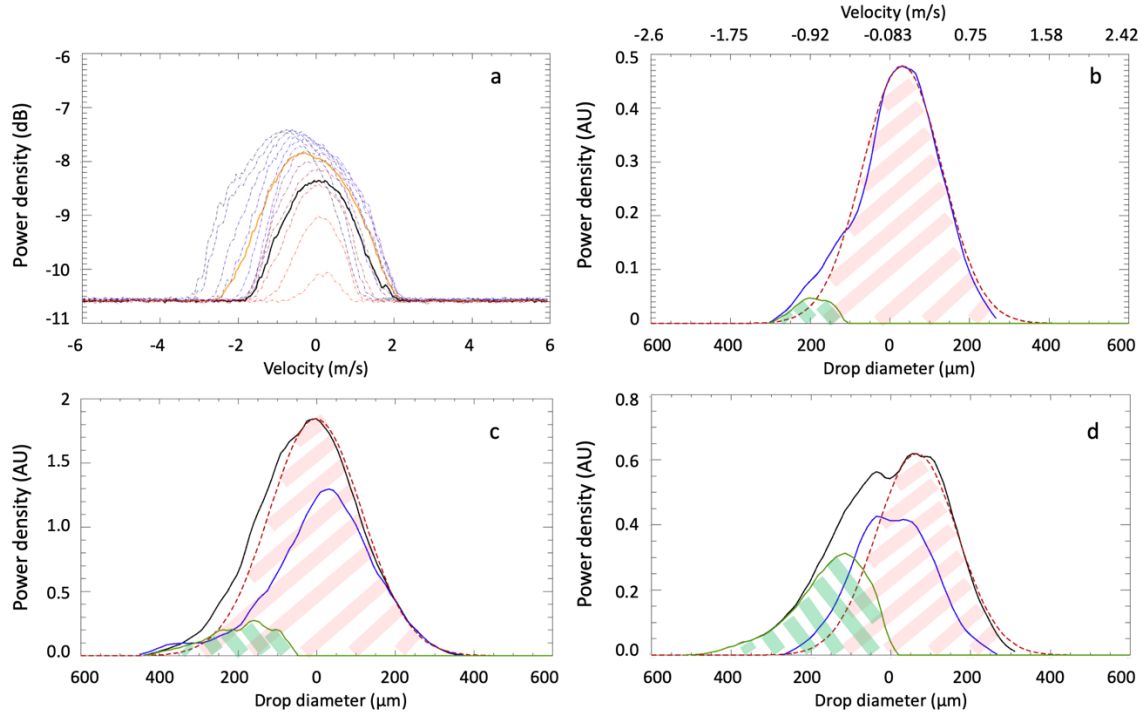 a
Power density (dB)
-6
-7
-8
-9
-10
-11
-6 -4 -2 0 2 4 6
Velocity (m/s)
Velocity (m/s)
-2.6 -1.75 -0.92 -0.083 0.75 1.58 2.42
b
Power density (AU)
0.5
0.4
0.3
0.2
0.1
0
600 400 200 0 200 400 600
Drop diameter (µm)
c
Power density (AU)
2
1.5
1.0
0.5
0.0
600 400 200 0 200 400 600
Drop diameter (µm)
d
Power density (AU)
0.8
0.6
0.4
0.2
0.0
600 400 200 0 200 400 600
Drop diameter (µm)